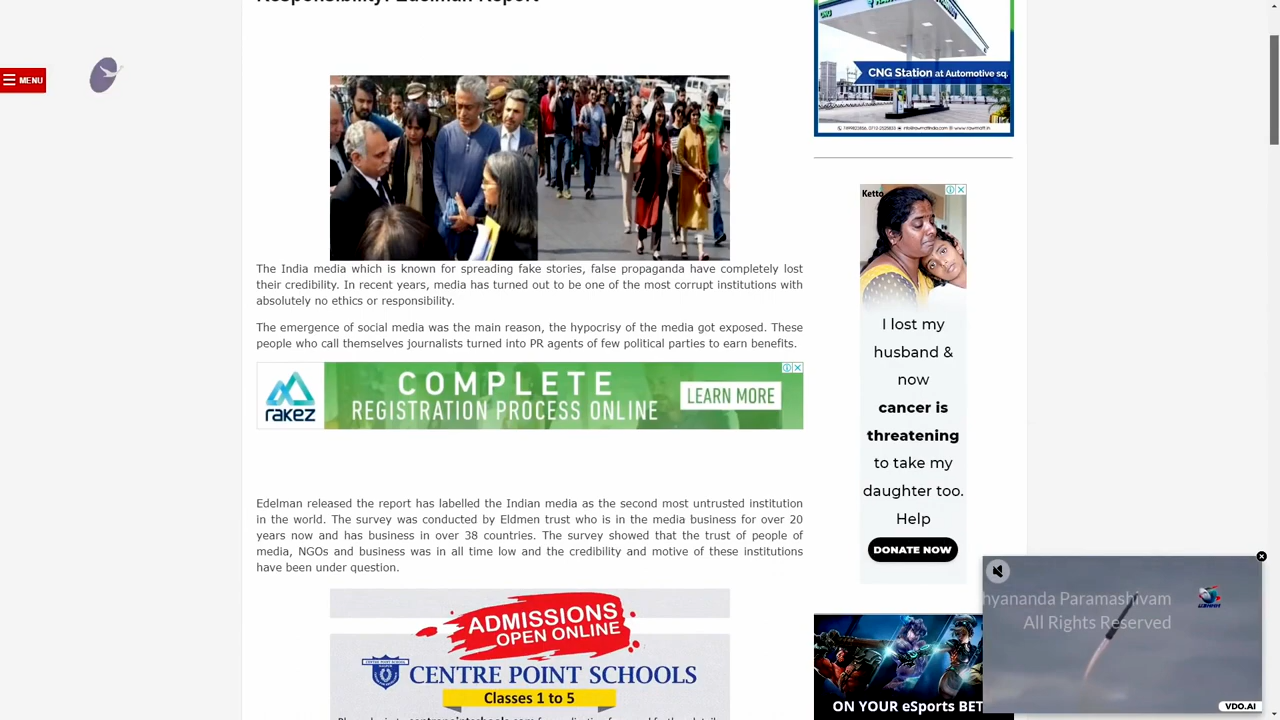 Responsibility: Edelman Report
MENU
The India media which is known for spreading fake stories, false propaganda have completely lost
their credibility. In recent years, media has turned out to be one of the most corrupt institutions with
absolutely no ethics or responsibility.
The emergence of social media was the main reason, the hypocrisy of the media got exposed. These
people who call themselves journalists turned into PR agents of few political parties to earn benefits.
rakez
COMPLETE
REGISTRATION PROCESS ONLINE
LEARN MORE
Edelman released the report has labelled the Indian media as the second most untrusted institution
in the world. The survey was conducted by Eldmen trust who is in the media business for over 20
years now and has business in over 38 countries. The survey showed that the trust of people of
media, NGOs and business was in all time low and the credibility and motive of these institutions
have been under question.
ADMISSIONS
OPEN ONLINE
CENTRE POINT SCHOOLS
Classes 1 to 5
CNG Station at Automotive sq.
Ketto
I lost my
husband &
now
cancer is
threatening
to take my
daughter too.
Help
DONATE NOW
ON YOUR eSports BET
hyananda Paramashivam
All Rights Reserved
VDO.AI